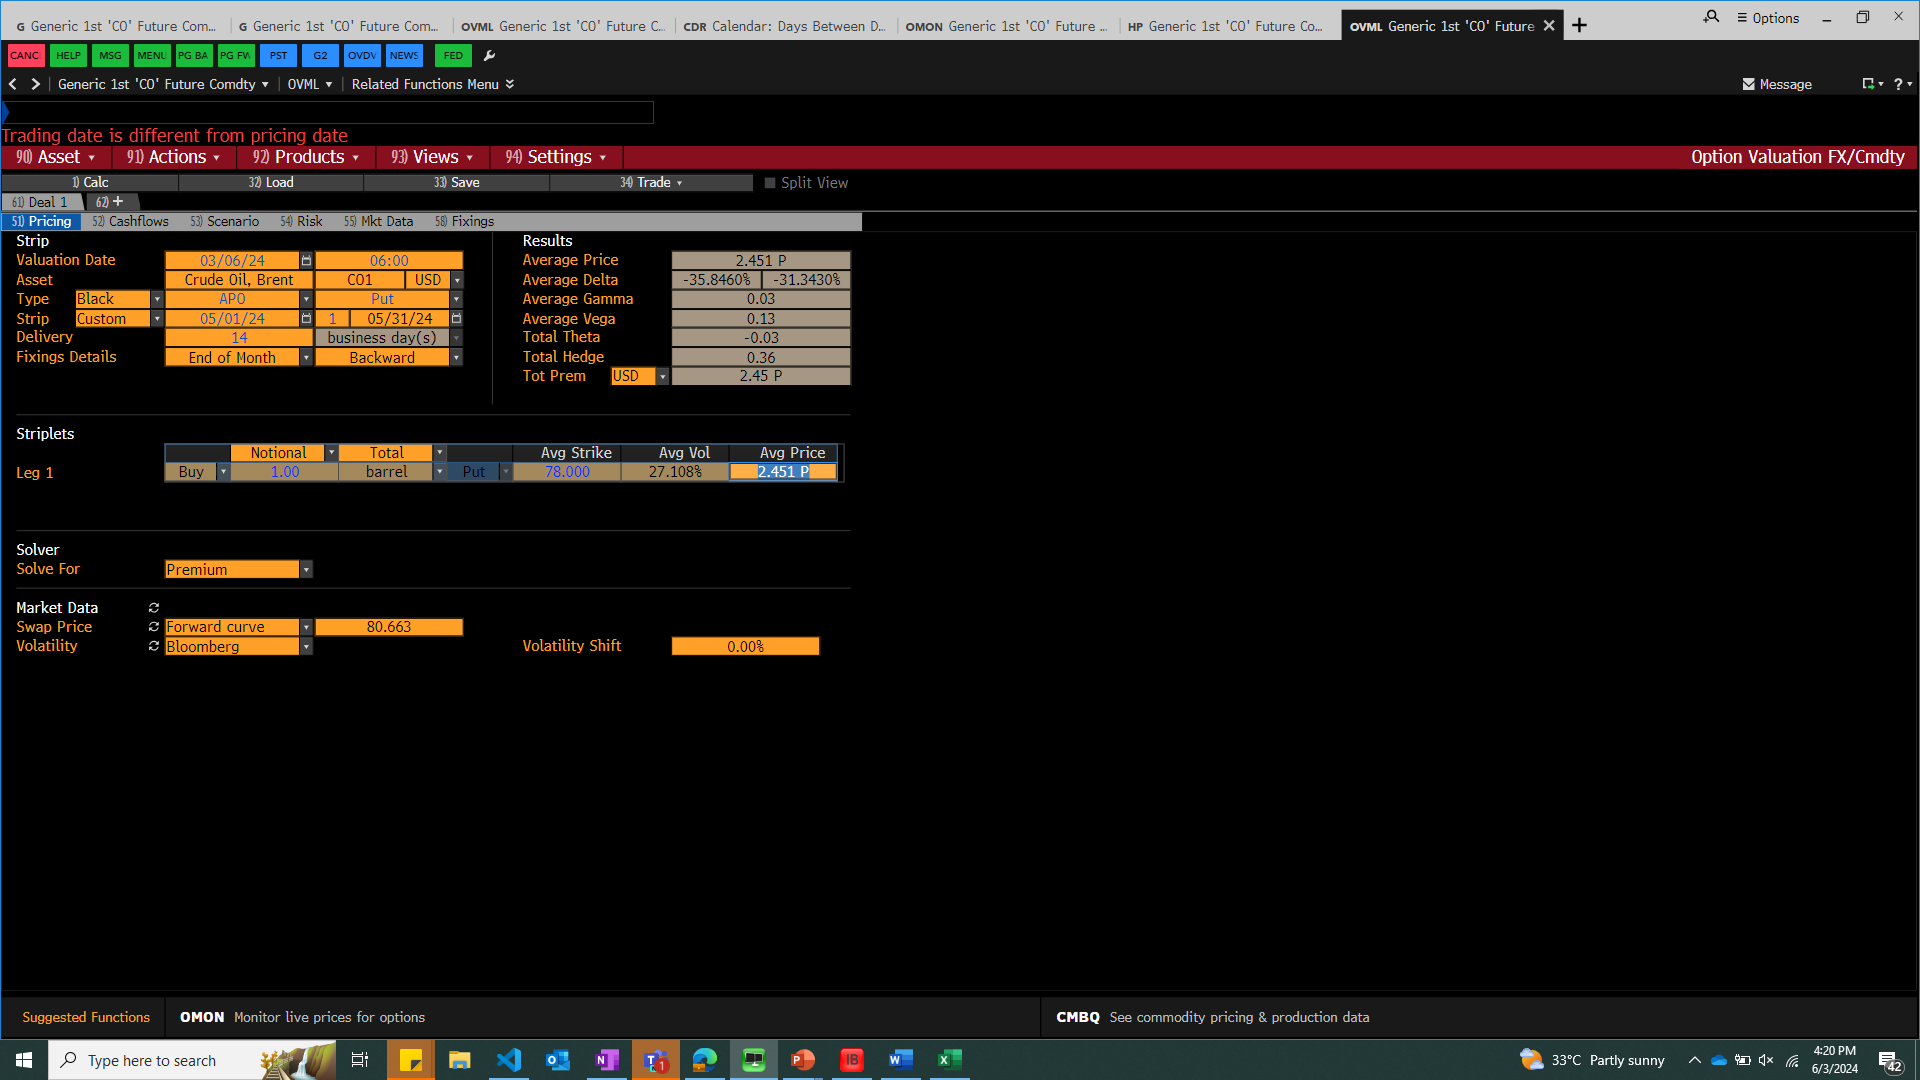 G Generic 1st 'CO' Future Com... G Generic 1st 'CO' Future Com... OVML Generic 1st 'CO' Future C... CDR Calendar: Days Between D... OMON Generic 1st 'CO' Future ... HP Generic 1st 'CO' Future Co... OVML Generic 1st 'CO' Future Options
CANC HELP MSG MENU PG BA PG FW PST G2 OVDV NEWS FED
Generic 1st 'CO' Future Comdty OVML Related Functions Menu Message ?
Trading date is different from pricing date
90) Asset 91) Actions 92) Products 93) Views 94) Settings Option Valuation FX/Cmdty
1) Calc 32) Load 33) Save 34) Trade Split View
61) Deal 1 62) +
51) Pricing 52) Cashflows 53) Scenario 54) Risk 55) Mkt Data 58) Fixings
Strip Results
Valuation Date 03/06/24 06:00 Average Price 2.451 P
Asset Crude Oil, Brent CO1 USD Average Delta -35.8460% -31.3430%
Type Black APO Put Average Gamma 0.03
Strip Custom 05/01/24 1 05/31/24 Average Vega 0.13
Delivery 14 business day(s) Total Theta -0.03
Fixings Details End of Month Backward Total Hedge 0.36
Tot Prem USD 2.45 P
Striplets
Notional Total Avg Strike Avg Vol Avg Price
Leg 1 Buy 1.00 barrel Put 78.000 27.108% 2.451 P
Solver
Solve For Premium
Market Data
Swap Price Forward curve 80.663
Volatility Bloomberg Volatility Shift 0.00%
Suggested Functions OMON Monitor live prices for options CMBQ See commodity pricing & production data
Type here to search 33°C Partly sunny 4:20 PM
6/3/2024 42